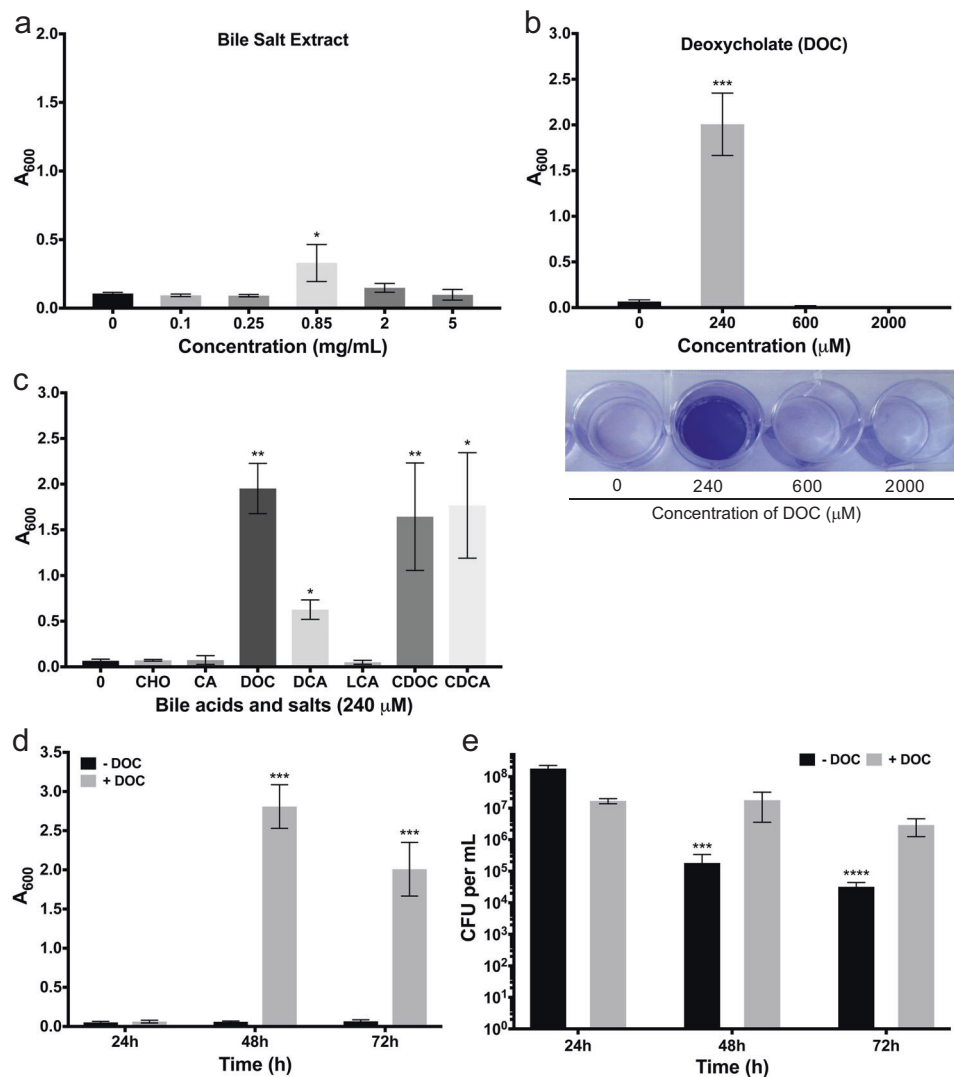 a
Bile Salt Extract
2.0
1.5
1.0
0.5
0.0
A600
*
0 0.1 0.25 0.85 2 5
Concentration (mg/mL)
b
Deoxycholate (DOC)
3.0
2.5
2.0
1.5
1.0
0.5
0.0
A600
***
0 240 600 2000
Concentration (μM)
0 240 600 2000
Concentration of DOC (μM)
c
3.0
2.5
2.0
1.5
1.0
0.5
0.0
A600
** * ** *
0 CHO CA DOC DCA LCA CDOC CDCA
Bile acids and salts (240 μM)
d
- DOC
+ DOC
3.5
3.0
2.5
2.0
1.5
1.0
0.5
0.0
A600
*** ***
24h 48h 72h
Time (h)
e
- DOC + DOC
10⁸
10⁷
10⁶
10⁵
10⁴
10³
10²
10¹
10⁰
CFU per mL
*** ****
24h 48h 72h
Time (h)